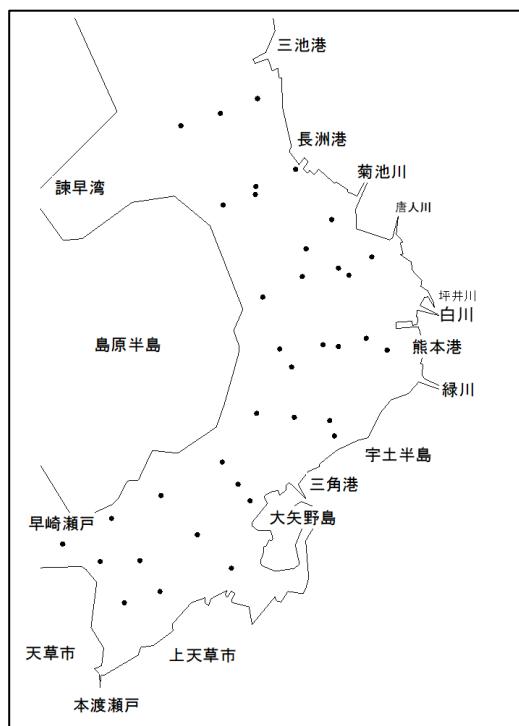 三池港
長洲港
菊池川
諫早湾
唐人川
坪井川
白川
島原半島
熊本港
緑川
宇土半島
三角港
大矢野島
早崎瀬戸
天草市
上天草市
本渡瀬戸